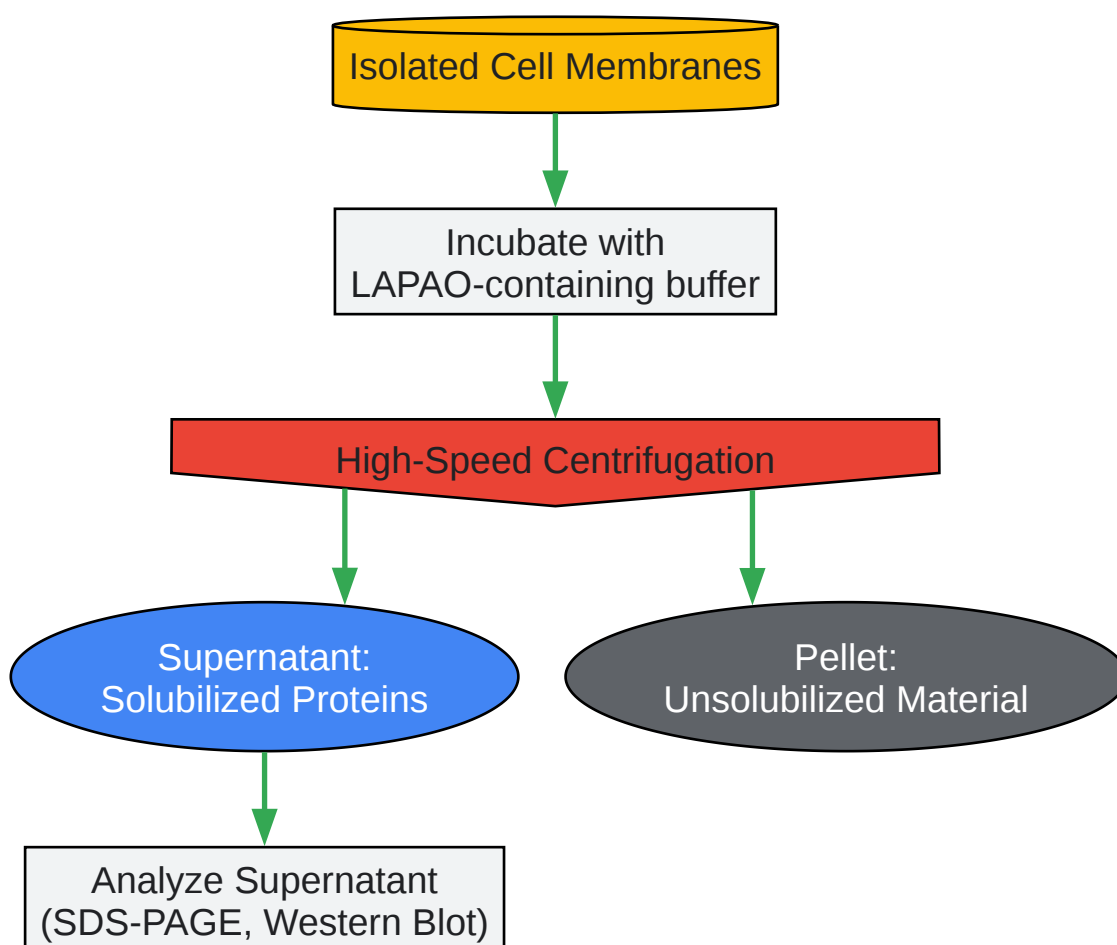 Isolated Cell Membranes
Incubate with
LAPAO-containing buffer
High-Speed Centrifugation
Supernatant:
Solubilized Proteins
Pellet:
Unsolubilized Material
Analyze Supernatant
(SDS-PAGE, Western Blot)